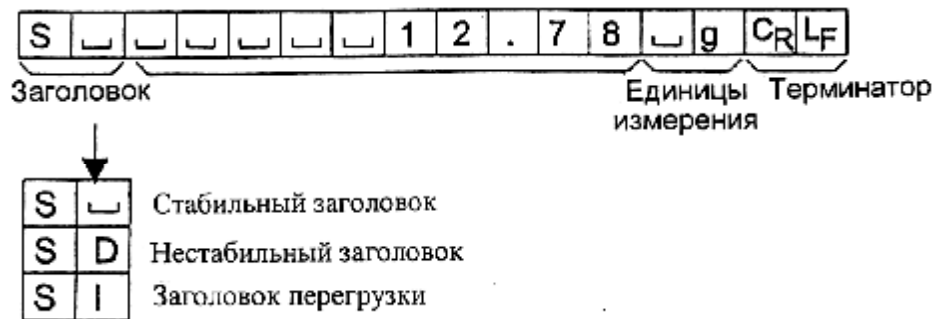 S ⎵ ⎵ ⎵ ⎵ ⎵ ⎵ 1 2 . 7 8 ⎵ g CR LF
Заголовок Единицы измерения Терминатор
S ⎵ Стабильный заголовок
S D Нестабильный заголовок
S I Заголовок перегрузки